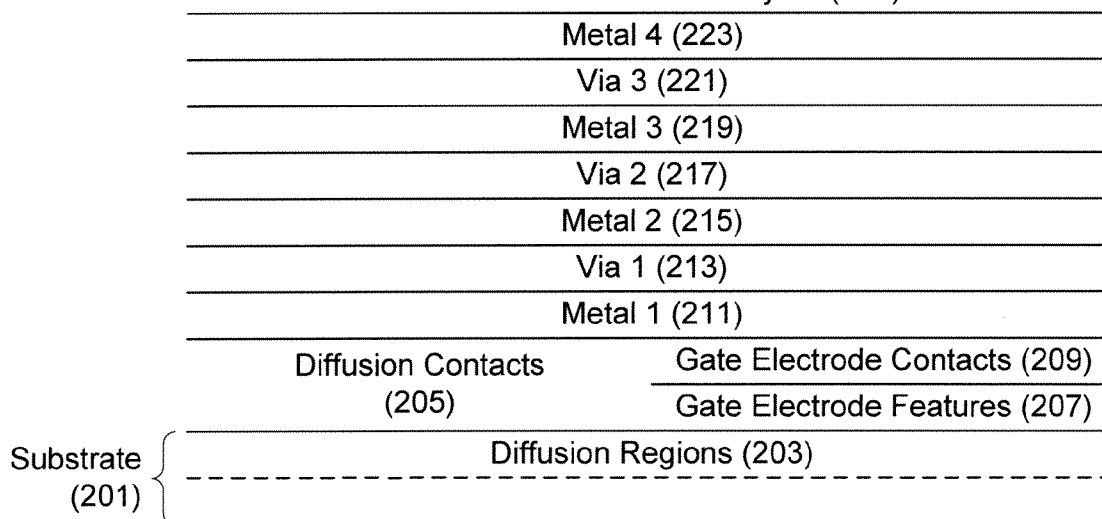 Metal 4 (223)
Via 3 (221)
Metal 3 (219)
Via 2 (217)
Metal 2 (215)
Via 1 (213)
Metal 1 (211)
Diffusion Contacts
(205)
Gate Electrode Contacts (209)
Gate Electrode Features (207)
Substrate
(201)
Diffusion Regions (203)